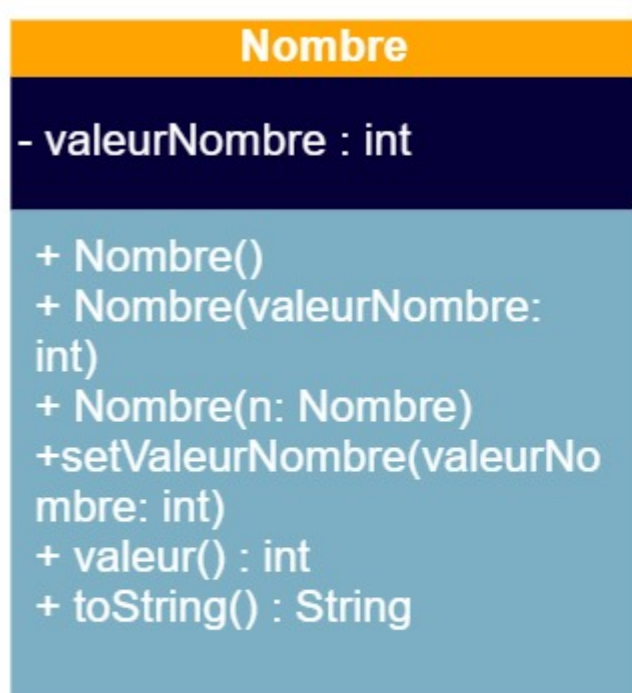 Nombre
- valeurNombre : int
+ Nombre()
+ Nombre(valeurNombre:
int)
+ Nombre(n: Nombre)
+setValeurNombre(valeurNo
mbre: int)
+ valeur() : int
+ toString() : String